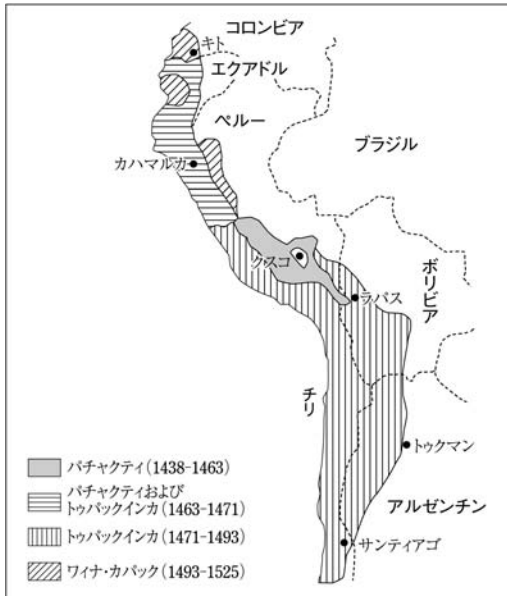 コロンビア
キト
エクアドル
ペルー
ブラジル
カハマルカ
クスコ
ボリビア
ラパス
チリ
トゥクマン
アルゼンチン
サンティアゴ
パチャクティ(1438-1463)
パチャクティおよび
トゥパックインカ(1463-1471)
トゥパックインカ(1471-1493)
ワィナ・カパック(1493-1525)